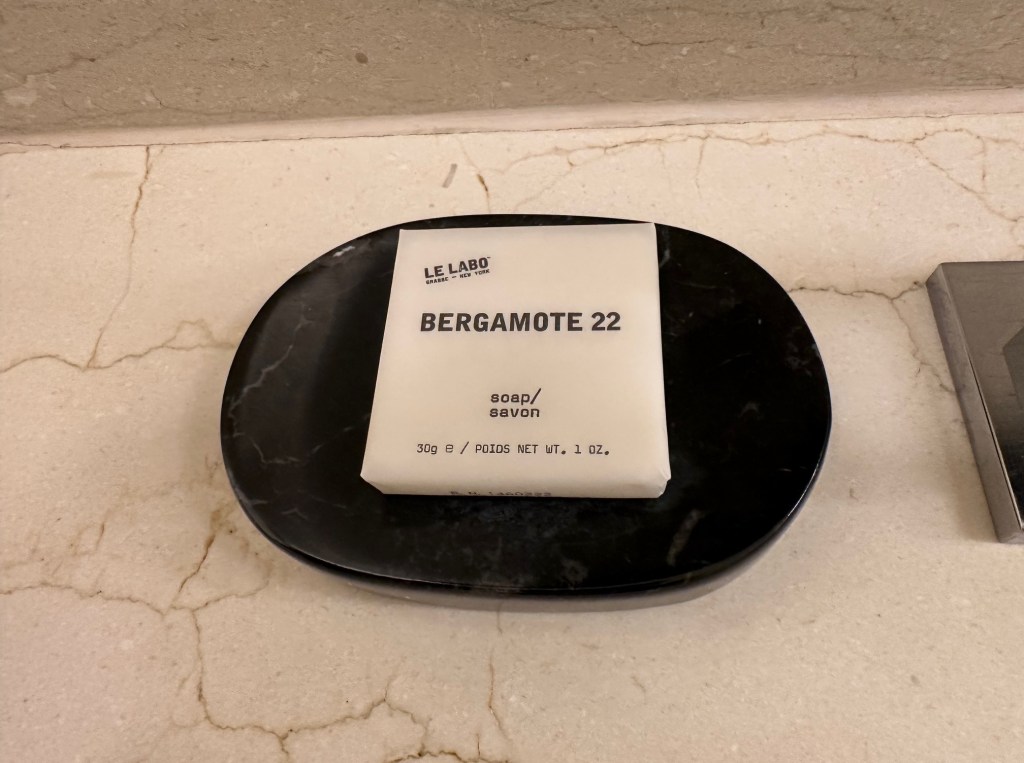 LE LABO
GRASSE — NEW YORK
BERGAMOTE 22
soap/
savon
30g ℮ / POIDS NET WT. 1 OZ.